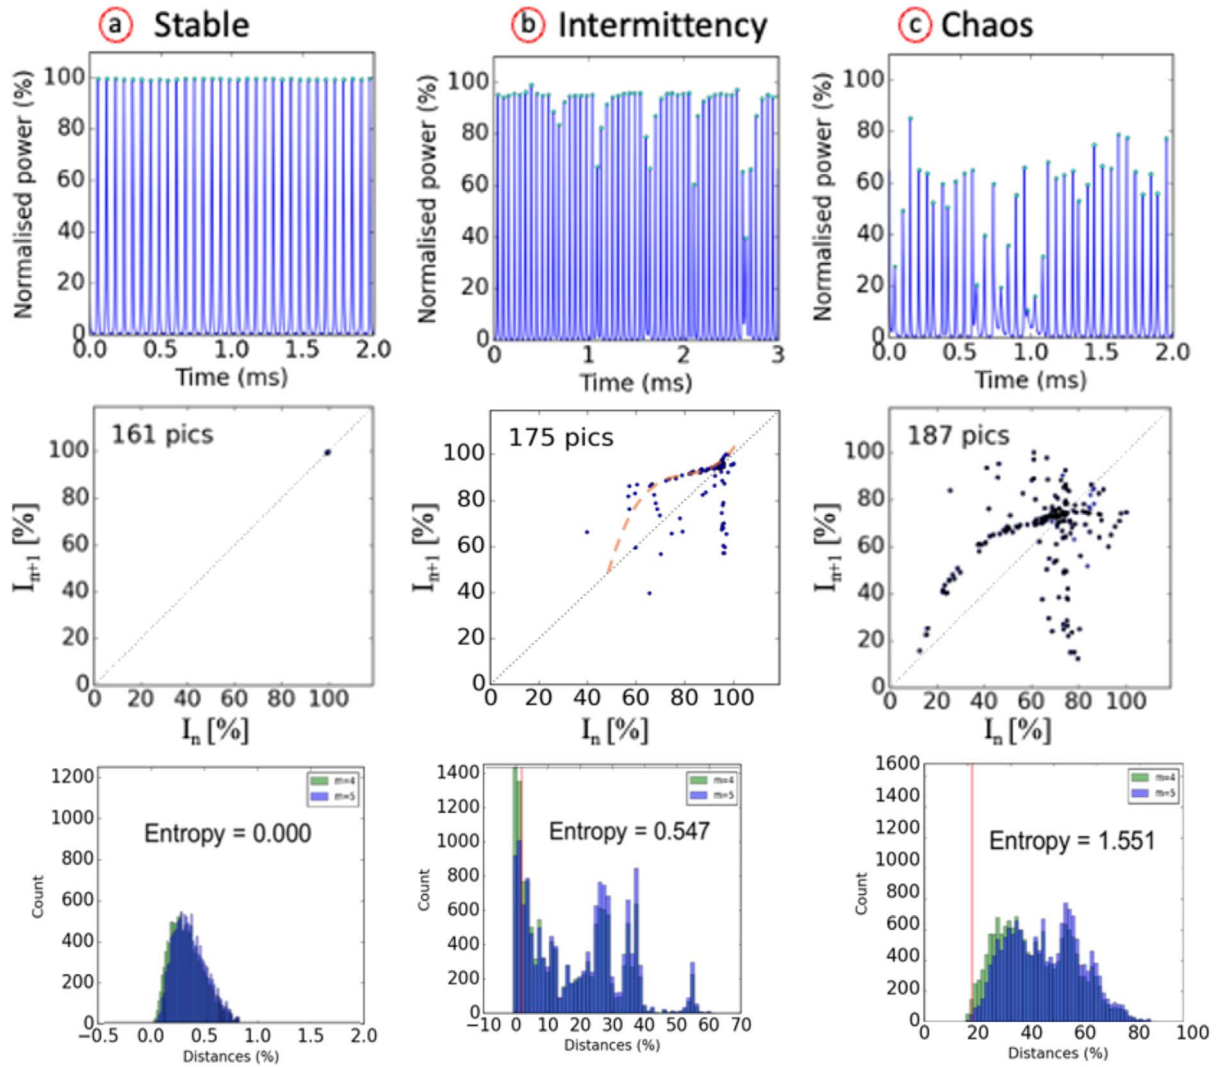 a Stable
b Intermittency
c Chaos
Normalised power (%)
100
80
60
40
20
0
0.0 0.5 1.0 1.5 2.0
Time (ms)
Normalised power (%)
100
80
60
40
20
0
0 1 2 3
Time (ms)
Normalised power (%)
100
80
60
40
20
0
0.0 0.5 1.0 1.5 2.0
Time (ms)
161 pics
In+1 [%]
100
80
60
40
20
0
0 20 40 60 80 100
In [%]
175 pics
In+1 [%]
100
80
60
40
20
0
0 20 40 60 80 100
In [%]
187 pics
In+1 [%]
100
80
60
40
20
0
0 20 40 60 80 100
In [%]
m=4
m=5
Entropy = 0.000
Count
1200
1000
800
600
400
200
0
−0.5 0.0 0.5 1.0 1.5 2.0
Distances (%)
m=4
m=5
Entropy = 0.547
Count
1400
1200
1000
800
600
400
200
0
−10 0 10 20 30 40 50 60 70
Distances (%)
m=4
m=5
Entropy = 1.551
Count
1600
1400
1200
1000
800
600
400
200
0
0 20 40 60 80 100
Distances (%)